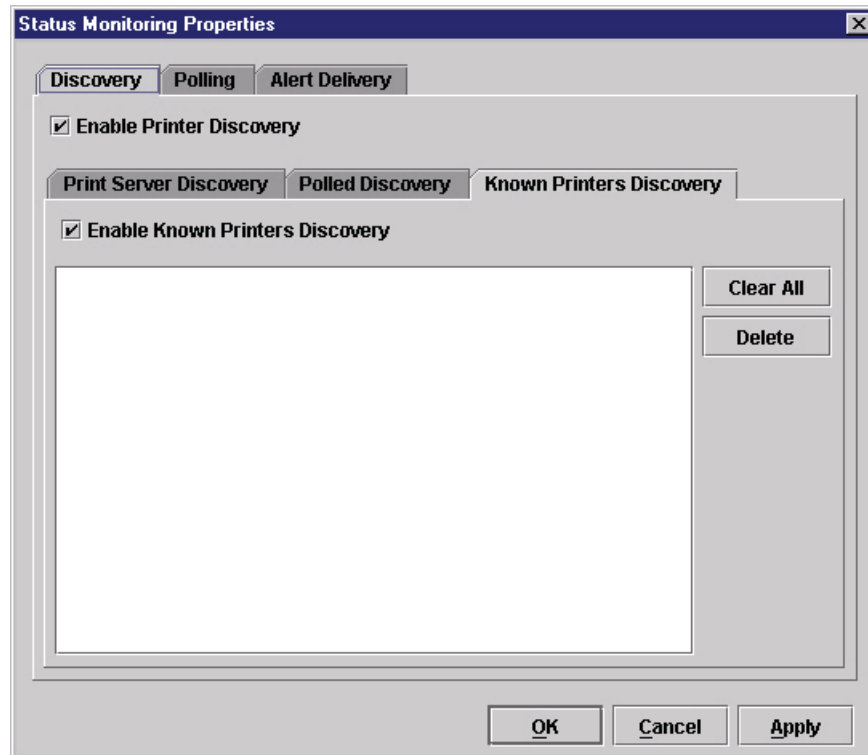 Status Monitoring Properties
Discovery Polling Alert Delivery
Enable Printer Discovery
Print Server Discovery Polled Discovery Known Printers Discovery
Enable Known Printers Discovery
Clear All
Delete
OK Cancel Apply